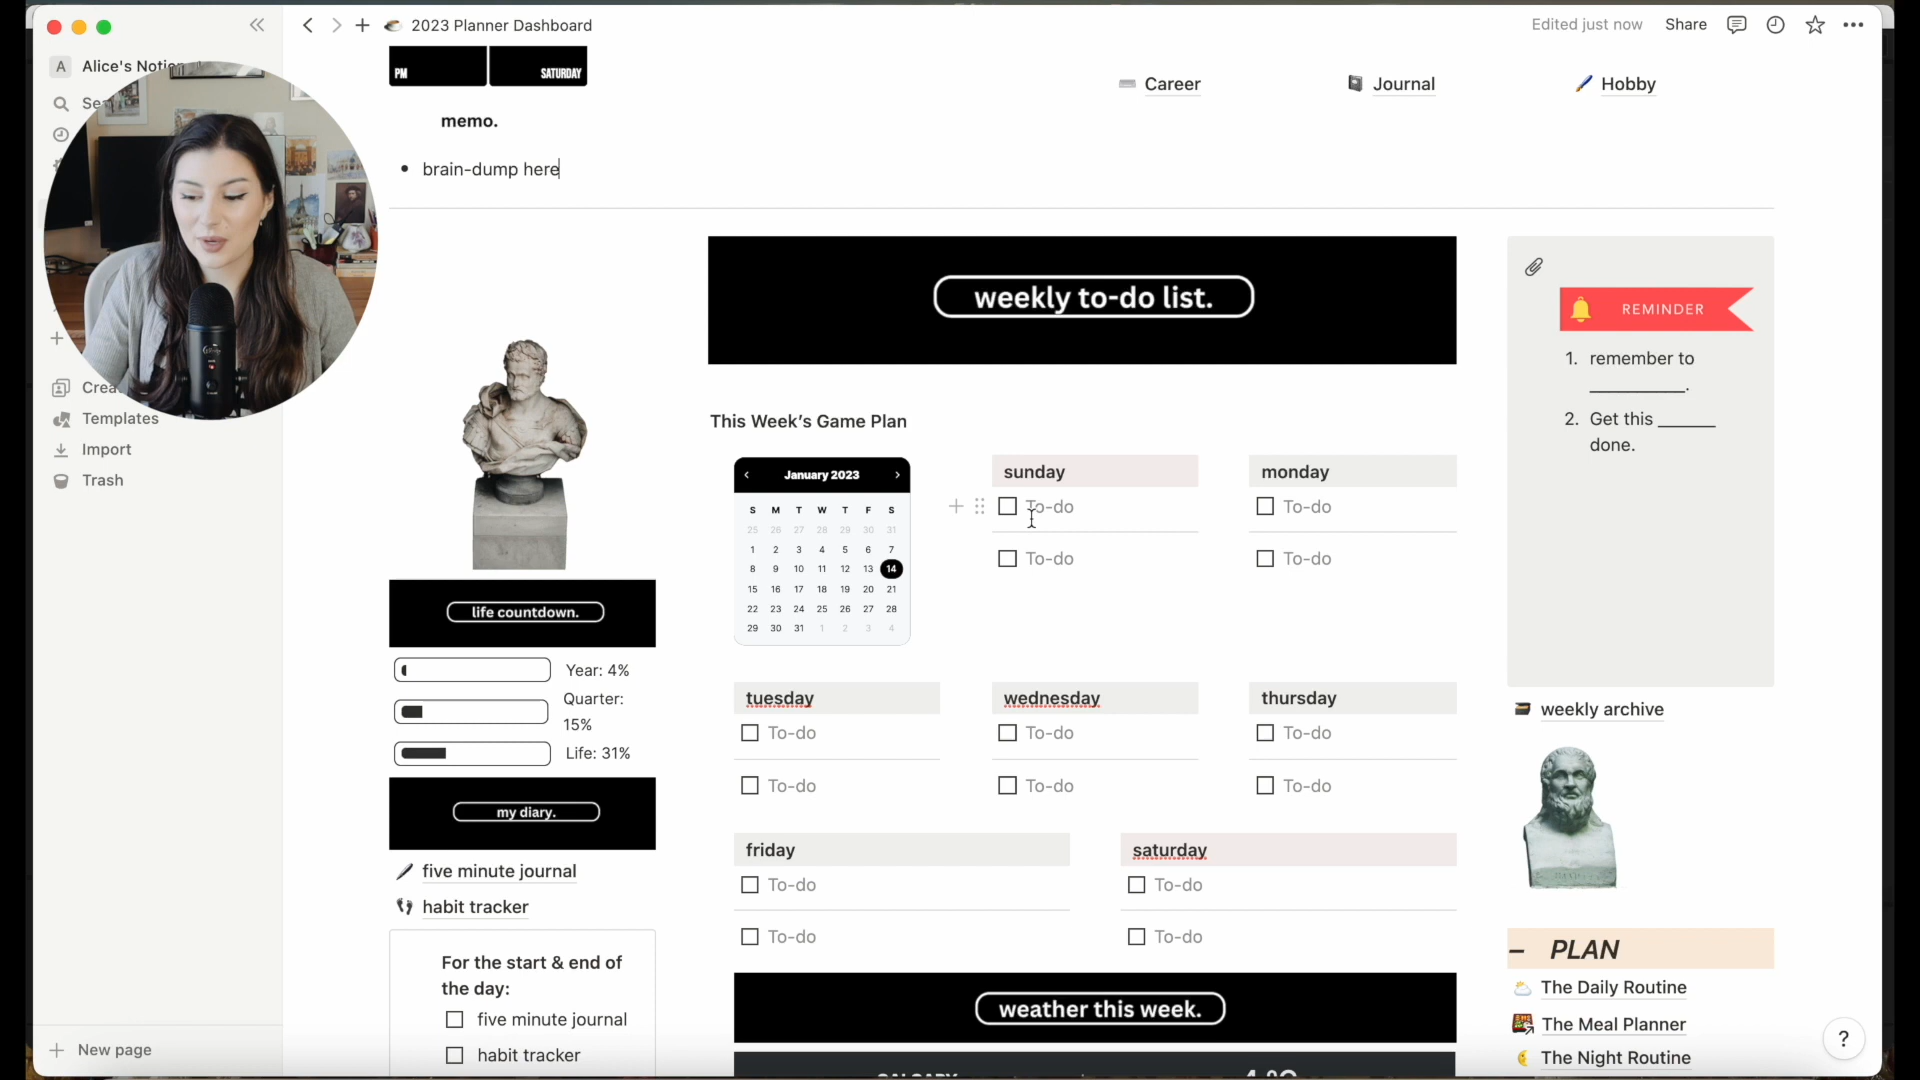 2023 Planner Dashboard
Edited just now
Share
A
Alice's Notion
PM
SATURDAY
Career
Journal
Hobby
memo.
brain-dump here
Templates
Import
Trash
New page
life countdown.
Year: 4%
Quarter:
15%
Life: 31%
my diary.
five minute journal
habit tracker
For the start & end of
the day:
five minute journal
habit tracker
weekly to-do list.
This Week's Game Plan
January 2023
S M T W T F S
25 26 27 28 29 30 31
1 2 3 4 5 6 7
8 9 10 11 12 13 14
15 16 17 18 19 20 21
22 23 24 25 26 27 28
29 30 31 1 2 3 4
sunday
To-do
To-do
monday
To-do
To-do
tuesday
To-do
To-do
wednesday
To-do
To-do
thursday
To-do
To-do
friday
To-do
To-do
saturday
To-do
To-do
weather this week.
CALGARY
REMINDER
1. remember to
__________.
2. Get this ______
done.
weekly archive
– PLAN
The Daily Routine
The Meal Planner
The Night Routine
?